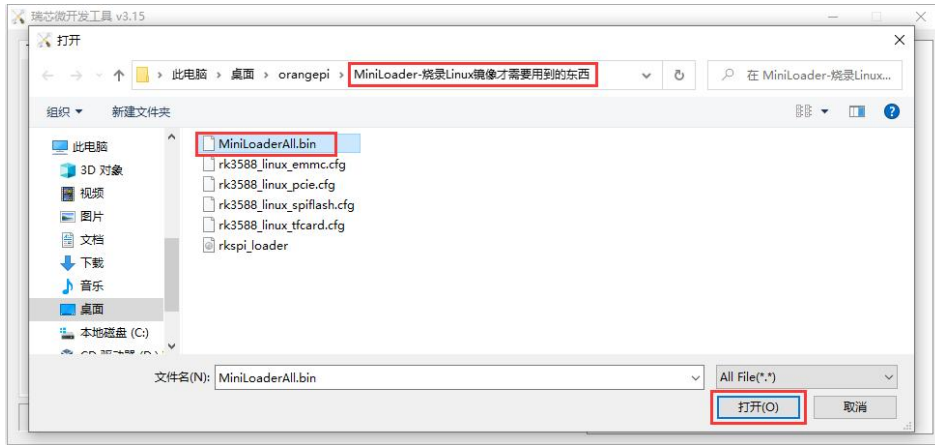 瑞芯微开发工具 v3.15
打开
此电脑 › 桌面 › orangepi › MiniLoader-烧录Linux镜像才需要用到的东西
在 MiniLoader-烧录Linux...
组织 新建文件夹
此电脑
3D 对象
视频
图片
文档
下载
音乐
桌面
本地磁盘 (C:)
MiniLoaderAll.bin
rk3588_linux_emmc.cfg
rk3588_linux_pcie.cfg
rk3588_linux_spiflash.cfg
rk3588_linux_tfcard.cfg
rkspi_loader
文件名(N): MiniLoaderAll.bin
All File(*.*)
打开(O) 取消